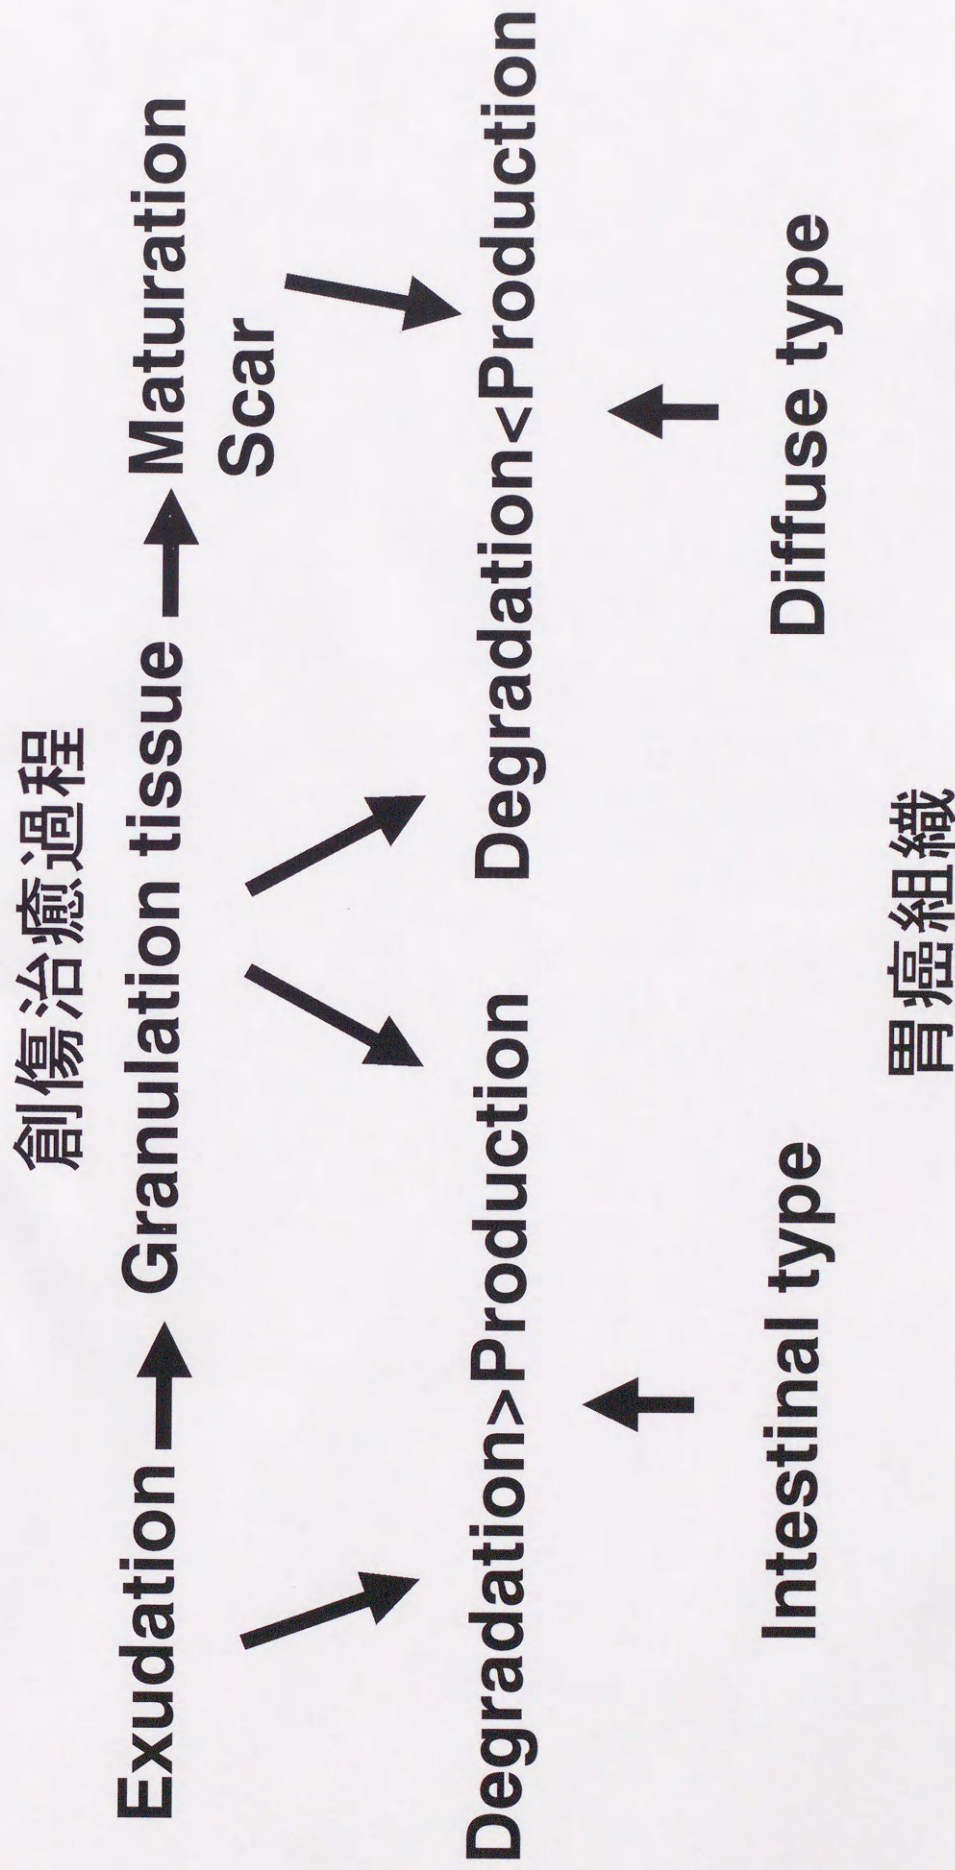 創傷治癒過程
Exudation → Granulation tissue → Maturation
Scar
Degradation>Production Degradation<Production
Intestinal type Diffuse type
胃癌組織